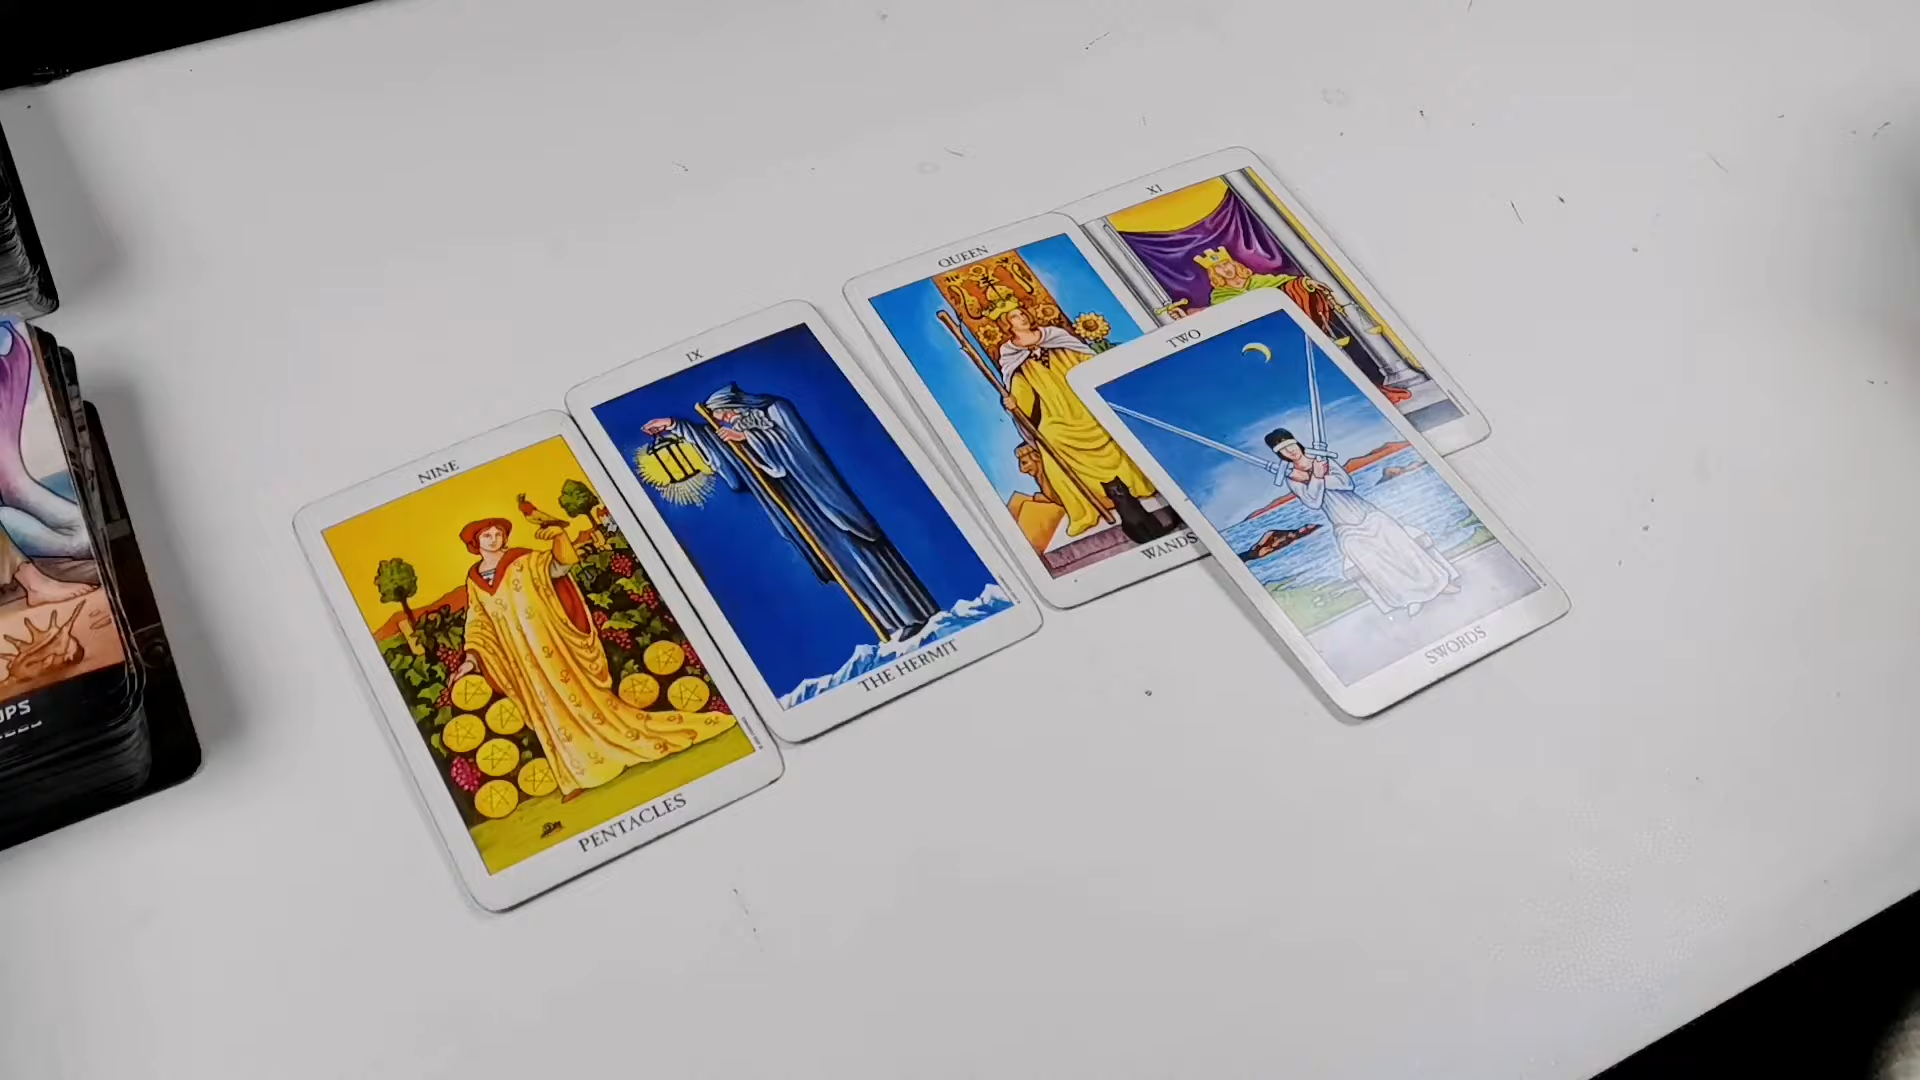 NINE
PENTACLES
IX
THE HERMIT
QUEEN
WANDS
XI
TWO
SWORDS
UPS